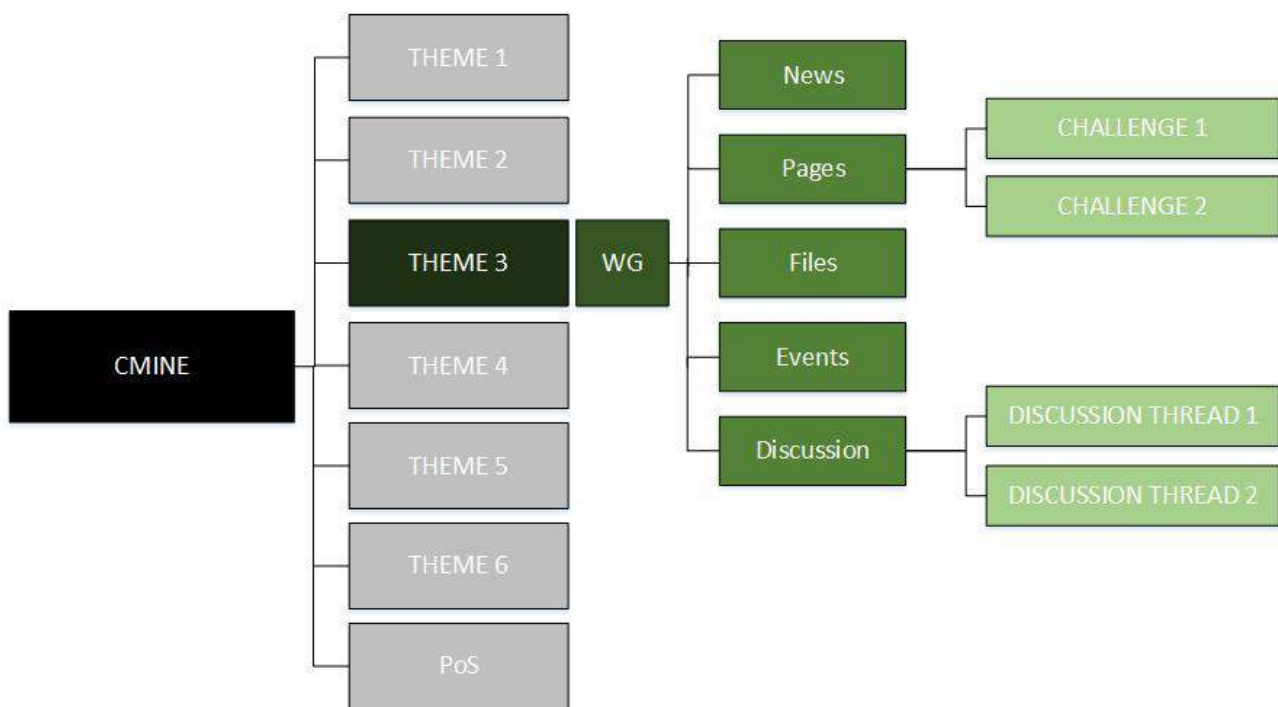 CMINE
THEME 1
THEME 2
THEME 3
THEME 4
THEME 5
THEME 6
PoS
WG
News
Pages
Files
Events
Discussion
CHALLENGE 1
CHALLENGE 2
DISCUSSION THREAD 1
DISCUSSION THREAD 2